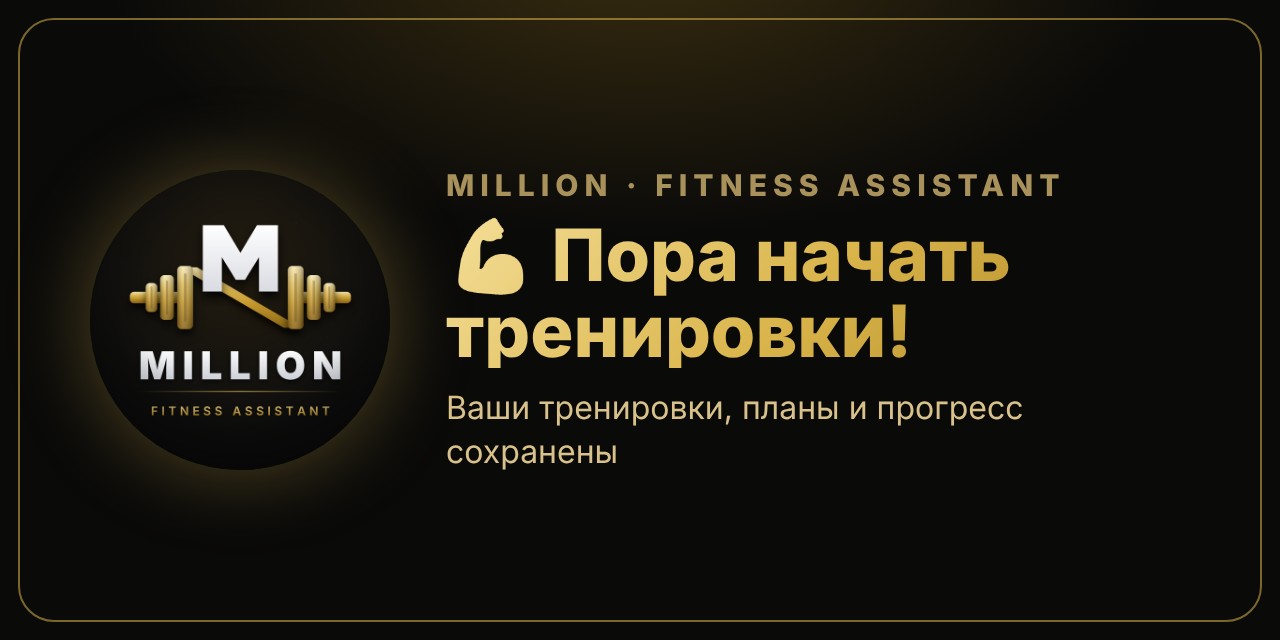 M
MILLION
FITNESS ASSISTANT
MILLION · FITNESS ASSISTANT
💪 Пора начать
тренировки!
Ваши тренировки, планы и прогресс
сохранены